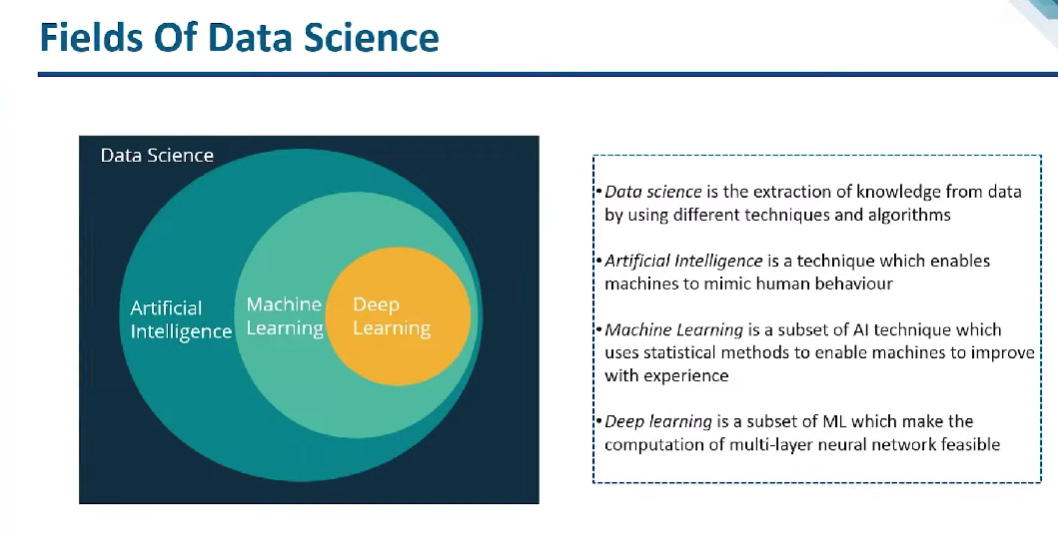 Fields Of Data Science
Data Science
Artificial
Intelligence
Machine
Learning
Deep
Learning
•Data science is the extraction of knowledge from data
by using different techniques and algorithms
•Artificial Intelligence is a technique which enables
machines to mimic human behaviour
•Machine Learning is a subset of AI technique which
uses statistical methods to enable machines to improve
with experience
•Deep learning is a subset of ML which make the
computation of multi-layer neural network feasible